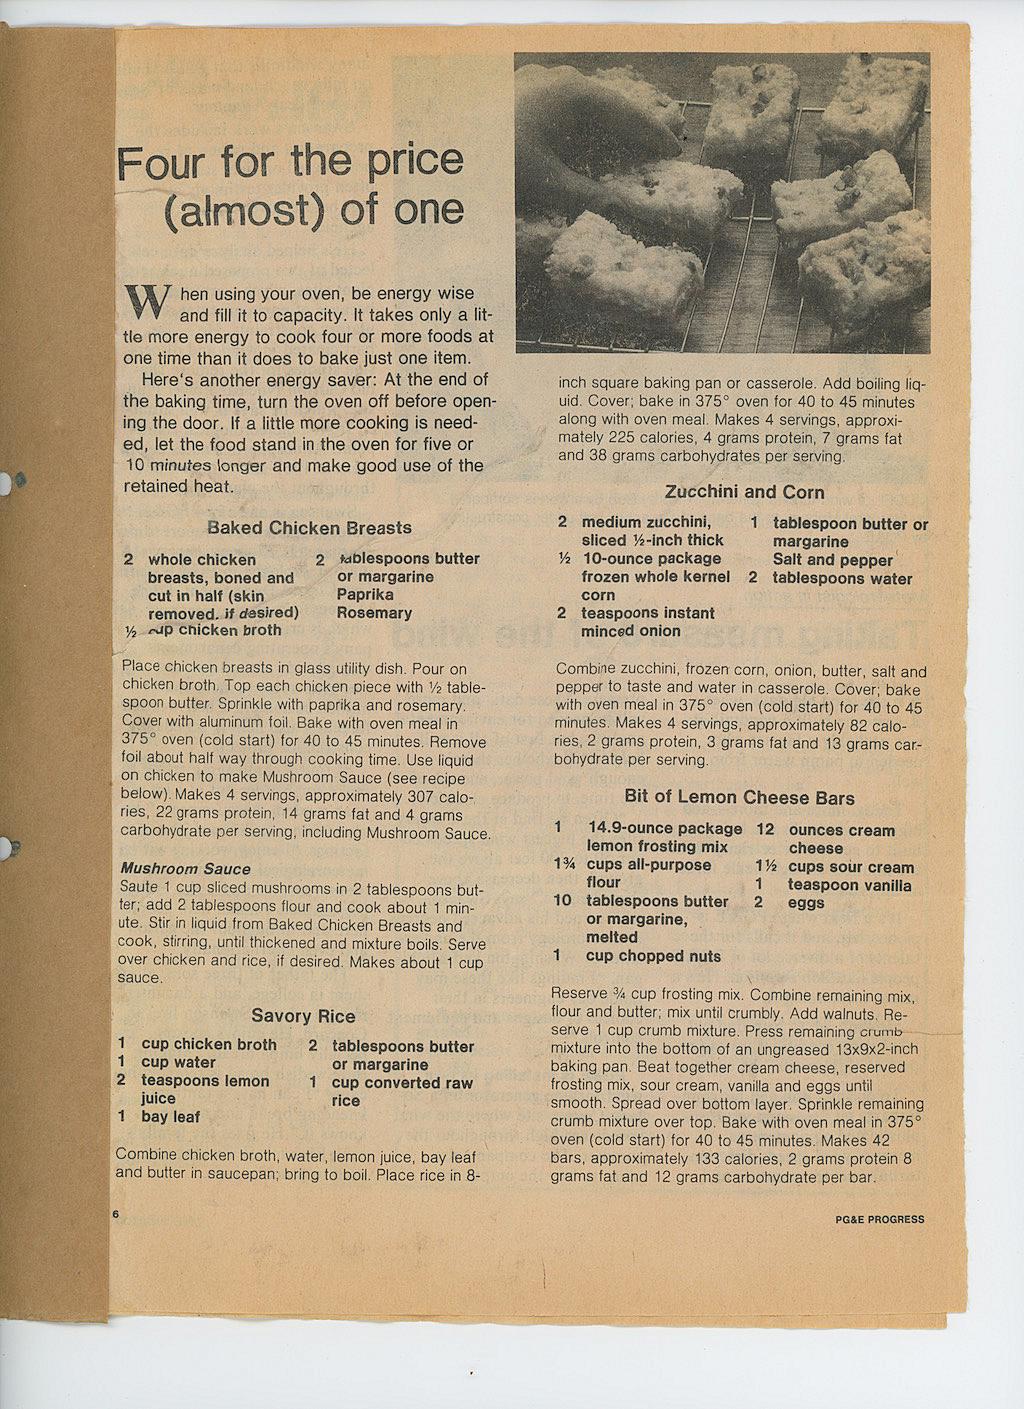 Four for the price
(almost) of one
When using your oven, be energy wise
and fill it to capacity. It takes only a lit-
tle more energy to cook four or more foods at
one time than it does to bake just one item.
Here's another energy saver: At the end of
the baking time, turn the oven off before open-
ing the door. If a little more cooking is need-
ed, let the food stand in the oven for five or
10 minutes longer and make good use of the
retained heat.
Baked Chicken Breasts
2 whole chicken
breasts, boned and
cut in half (skin
removed, if desired)
½ cup chicken broth
2 tablespoons butter
or margarine
Paprika
Rosemary
Place chicken breasts in glass utility dish. Pour on
chicken broth. Top each chicken piece with ½ table-
spoon butter. Sprinkle with paprika and rosemary.
Cover with aluminum foil. Bake with oven meal in
375° oven (cold start) for 40 to 45 minutes. Remove
foil about half way through cooking time. Use liquid
on chicken to make Mushroom Sauce (see recipe
below). Makes 4 servings, approximately 307 calo-
ries, 22 grams protein, 14 grams fat and 4 grams
carbohydrate per serving, including Mushroom Sauce.
Mushroom Sauce
Saute 1 cup sliced mushrooms in 2 tablespoons but-
ter; add 2 tablespoons flour and cook about 1 min-
ute. Stir in liquid from Baked Chicken Breasts and
cook, stirring, until thickened and mixture boils. Serve
over chicken and rice, if desired. Makes about 1 cup
sauce.
Savory Rice
1 cup chicken broth
1 cup water
2 teaspoons lemon
juice
1 bay leaf
2 tablespoons butter
or margarine
1 cup converted raw
rice
Combine chicken broth, water, lemon juice, bay leaf
and butter in saucepan; bring to boil. Place rice in 8-
inch square baking pan or casserole. Add boiling liq-
uid. Cover; bake in 375° oven for 40 to 45 minutes
along with oven meal. Makes 4 servings, approxi-
mately 225 calories, 4 grams protein, 7 grams fat
and 38 grams carbohydrates per serving.
Zucchini and Corn
2 medium zucchini,
sliced ½-inch thick
½ 10-ounce package
frozen whole kernel
corn
2 teaspoons instant
minced onion
1 tablespoon butter or
margarine
Salt and pepper
2 tablespoons water
Combine zucchini, frozen corn, onion, butter, salt and
pepper to taste and water in casserole. Cover; bake
with oven meal in 375° oven (cold start) for 40 to 45
minutes. Makes 4 servings, approximately 82 calo-
ries, 2 grams protein, 3 grams fat and 13 grams car-
bohydrate per serving.
Bit of Lemon Cheese Bars
1 14.9-ounce package
lemon frosting mix
1¾ cups all-purpose
flour
10 tablespoons butter
or margarine,
melted
1 cup chopped nuts
12 ounces cream
cheese
1½ cups sour cream
1 teaspoon vanilla
2 eggs
Reserve ¾ cup frosting mix. Combine remaining mix,
flour and butter; mix until crumbly. Add walnuts. Re-
serve 1 cup crumb mixture. Press remaining crumb
mixture into the bottom of an ungreased 13x9x2-inch
baking pan. Beat together cream cheese, reserved
frosting mix, sour cream, vanilla and eggs until
smooth. Spread over bottom layer. Sprinkle remaining
crumb mixture over top. Bake with oven meal in 375°
oven (cold start) for 40 to 45 minutes. Makes 42
bars, approximately 133 calories, 2 grams protein 8
grams fat and 12 grams carbohydrate per bar.
6
PG&E PROGRESS